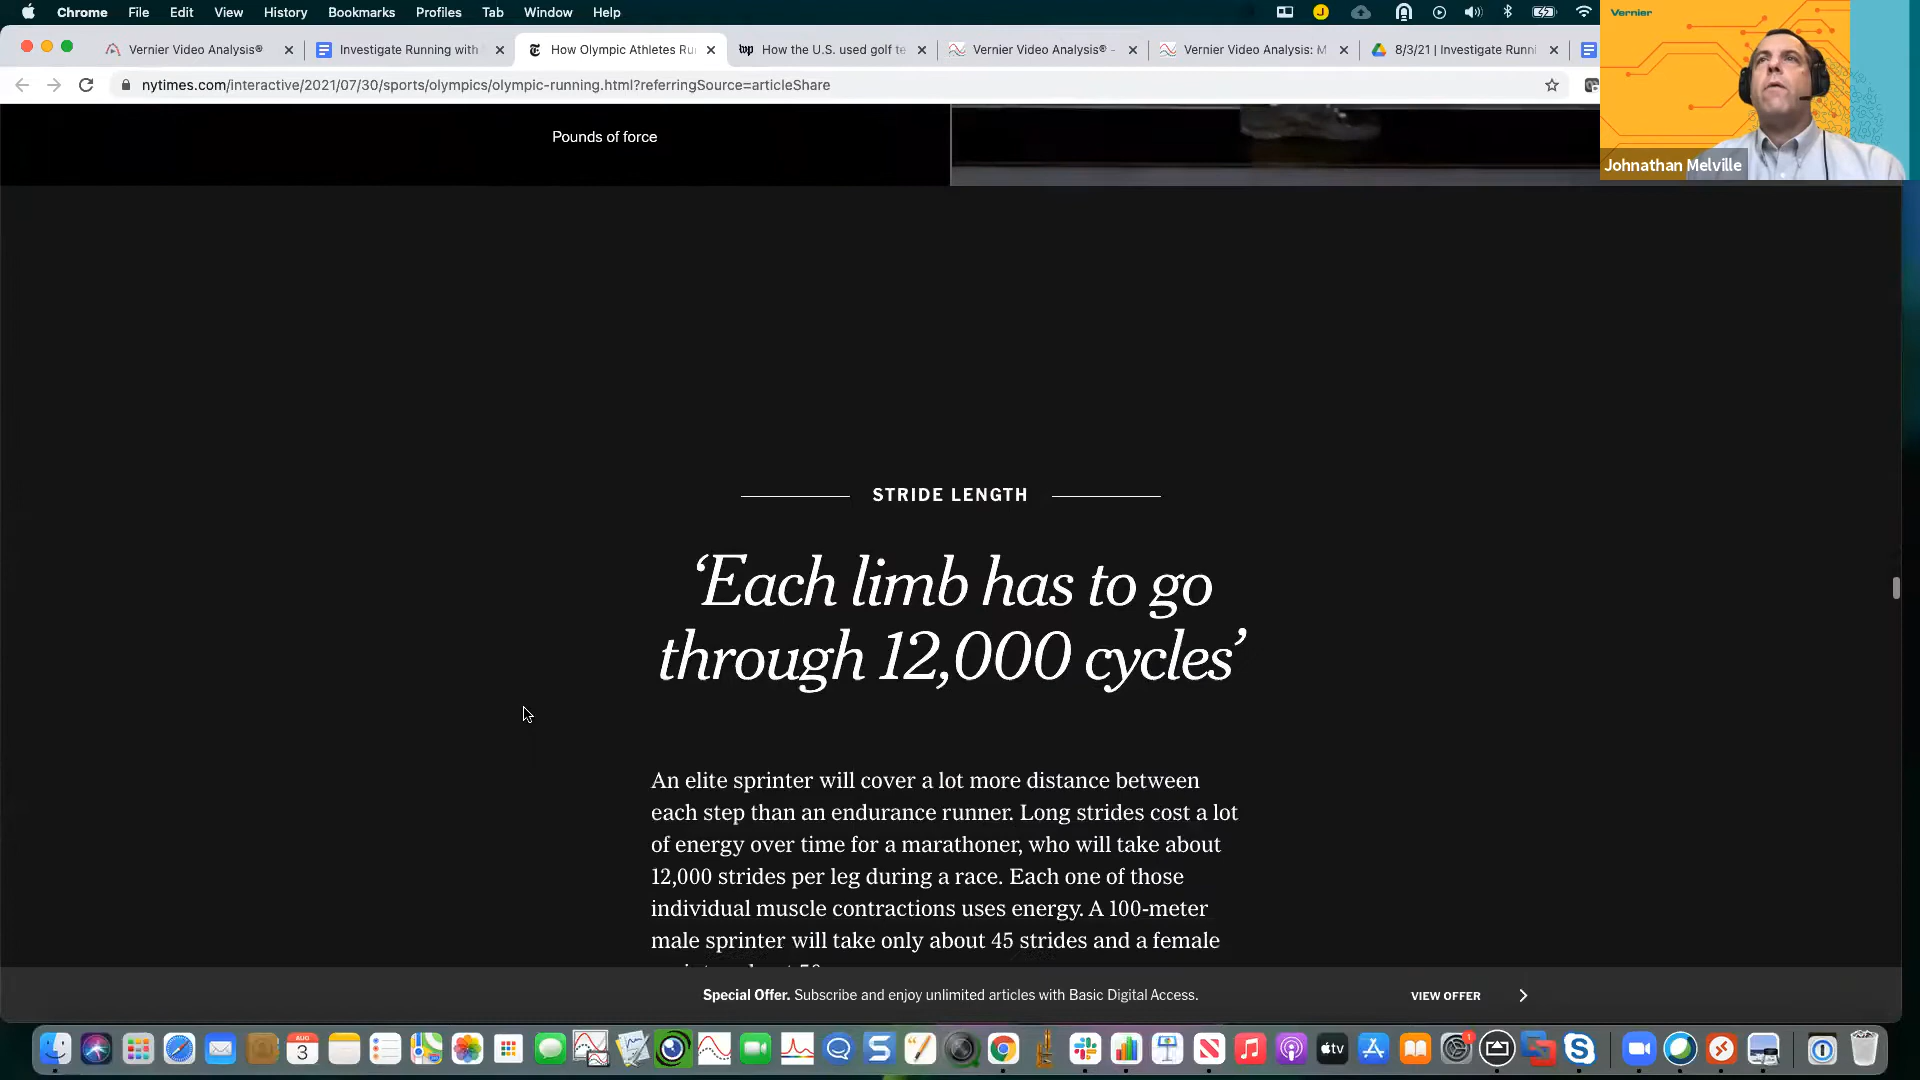 Chrome File Edit View History Bookmarks Profiles Tab Window Help
Vernier
Vernier Video Analysis®
Investigate Running with
How Olympic Athletes Ru
wp How the U.S. used golf te
Vernier Video Analysis® -
Vernier Video Analysis: M
8/3/21 | Investigate Runni
nytimes.com/interactive/2021/07/30/sports/olympics/olympic-running.html?referringSource=articleShare
Pounds of force
Johnathan Melville
STRIDE LENGTH
‘Each limb has to go
through 12,000 cycles’
An elite sprinter will cover a lot more distance between
each step than an endurance runner. Long strides cost a lot
of energy over time for a marathoner, who will take about
12,000 strides per leg during a race. Each one of those
individual muscle contractions uses energy. A 100-meter
male sprinter will take only about 45 strides and a female
Special Offer. Subscribe and enjoy unlimited articles with Basic Digital Access.
VIEW OFFER
AUG
3
tv
1